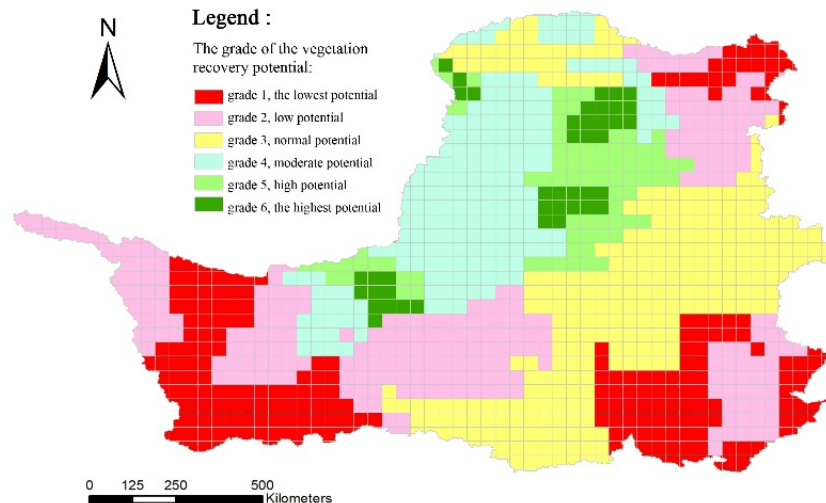 N
Legend :
The grade of the vegetation
recovery potential:
grade 1, the lowest potential
grade 2, low potential
grade 3, normal potential
grade 4, moderate potential
grade 5, high potential
grade 6, the highest potential
0 125 250 500
Kilometers